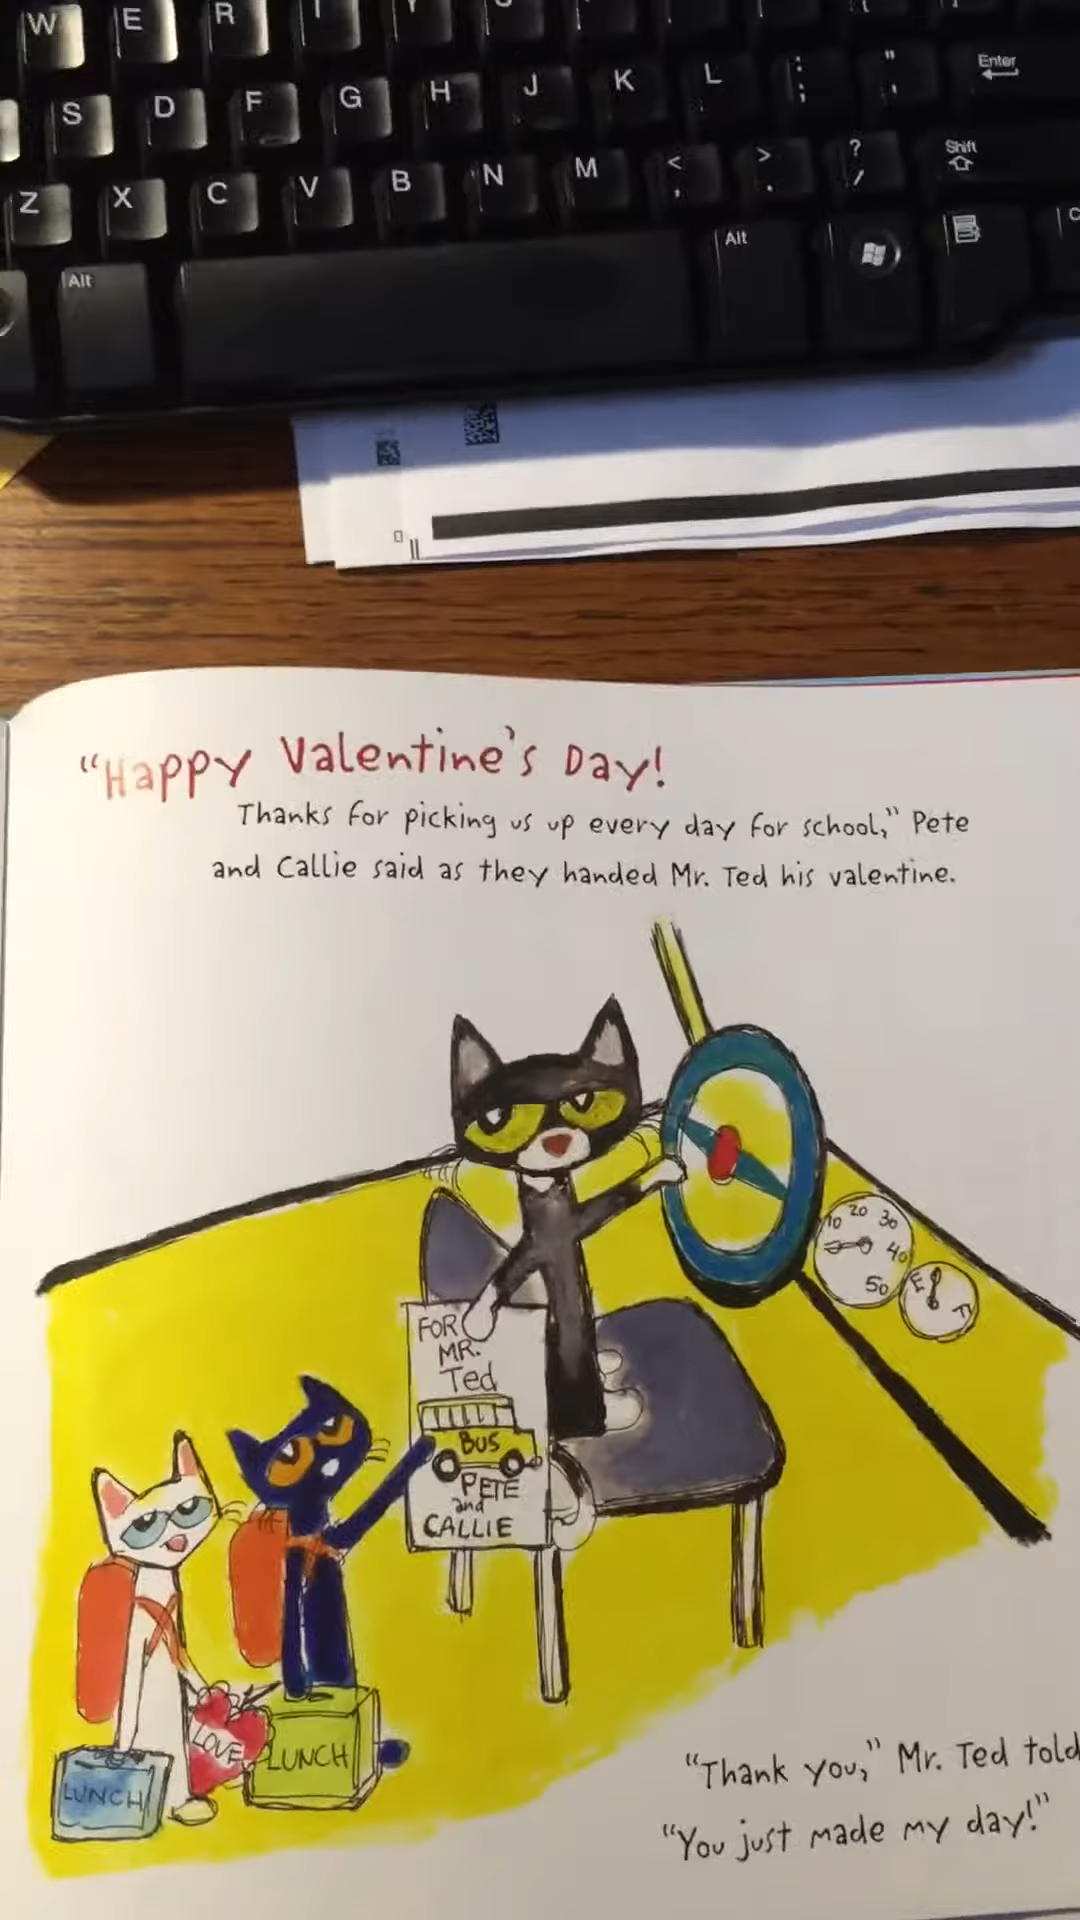 W E R T Y
S D F G H J K L : ; " ' Enter
Z X C V B N M < , > . ? / Shift
Alt Alt
"Happy Valentine's Day!
Thanks for picking us up every day for school," Pete
and Callie said as they handed Mr. Ted his valentine.
10 20 30 40 50
E F
FOR
MR.
Ted
BUS
PETE
and
CALLIE
LOVE
LUNCH
LUNCH
"Thank you," Mr. Ted told
"You just made my day!"